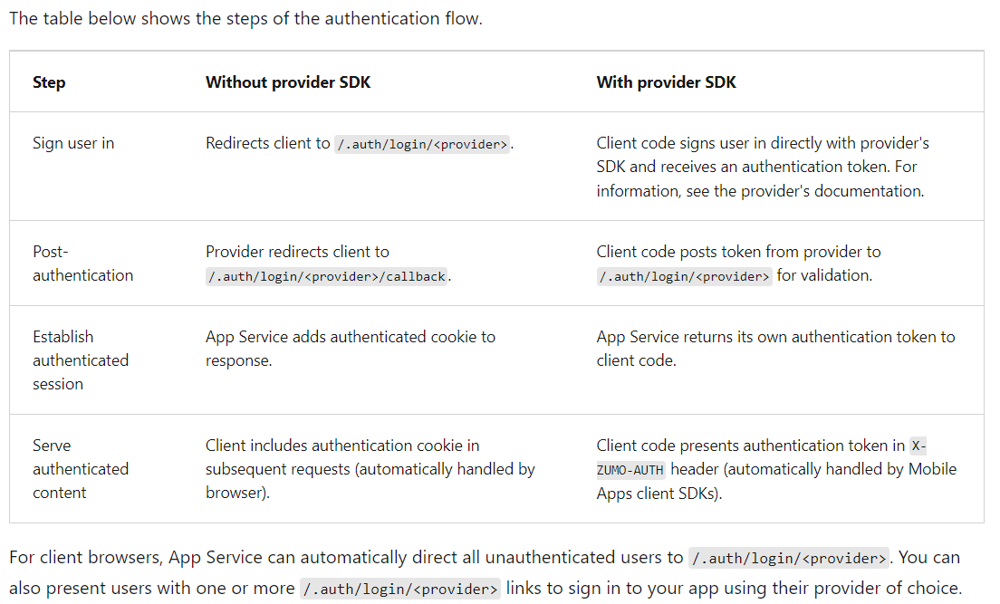 The table below shows the steps of the authentication flow.
Step
Without provider SDK
With provider SDK
Sign user in
Redirects client to /.auth/login/<provider>.
Client code signs user in directly with provider's
SDK and receives an authentication token. For
information, see the provider's documentation.
Post-
authentication
Provider redirects client to
/.auth/login/<provider>/callback.
Client code posts token from provider to
/.auth/login/<provider> for validation.
Establish
authenticated
session
App Service adds authenticated cookie to
response.
App Service returns its own authentication token to
client code.
Serve
authenticated
content
Client includes authentication cookie in
subsequent requests (automatically handled by
browser).
Client code presents authentication token in X-
ZUMO-AUTH header (automatically handled by Mobile
Apps client SDKs).
For client browsers, App Service can automatically direct all unauthenticated users to /.auth/login/<provider>. You can
also present users with one or more /.auth/login/<provider> links to sign in to your app using their provider of choice.